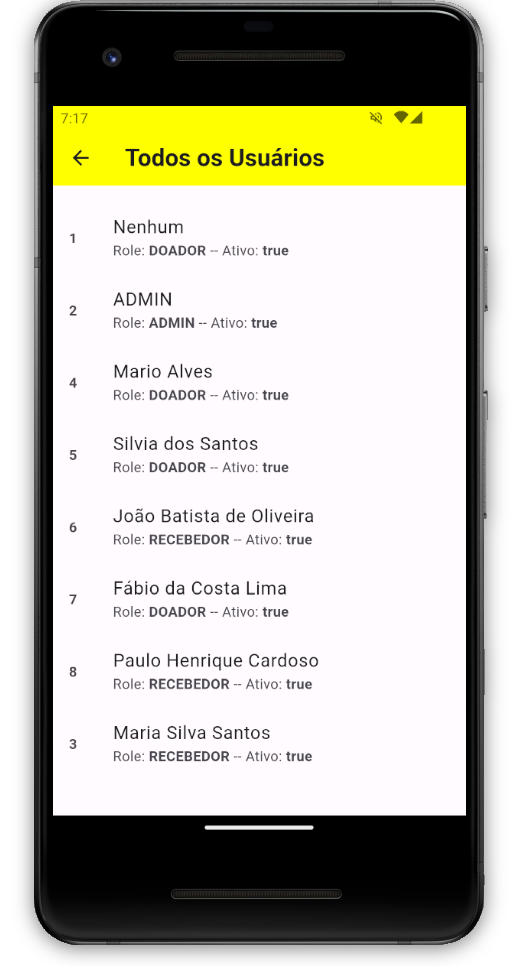 7:17
Todos os Usuários
1
Nenhum
Role: DOADOR -- Ativo: true
2
ADMIN
Role: ADMIN -- Ativo: true
4
Mario Alves
Role: DOADOR -- Ativo: true
5
Silvia dos Santos
Role: DOADOR -- Ativo: true
6
João Batista de Oliveira
Role: RECEBEDOR -- Ativo: true
7
Fábio da Costa Lima
Role: DOADOR -- Ativo: true
8
Paulo Henrique Cardoso
Role: RECEBEDOR -- Ativo: true
3
Maria Silva Santos
Role: RECEBEDOR -- Ativo: true